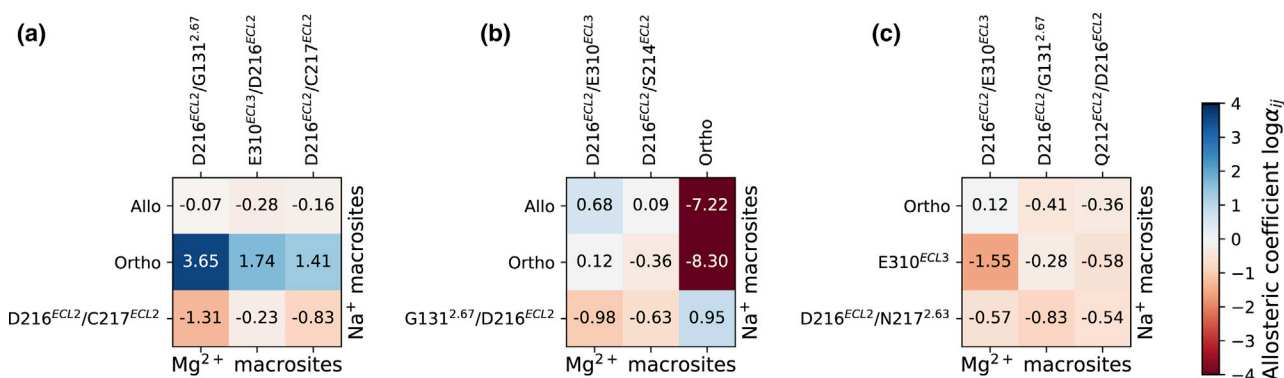 (a)
D216^{ECL2}/G131^{2.67}
E310^{ECL3}/D216^{ECL2}
D216^{ECL2}/C217^{ECL2}
Allo
-0.07 -0.28 -0.16
Ortho
3.65 1.74 1.41
D216^{ECL2}/C217^{ECL2}
-1.31 -0.23 -0.83
Mg²⁺ macrosites
Na⁺ macrosites
(b)
D216^{ECL2}/E310^{ECL3}
D216^{ECL2}/S214^{ECL2}
Ortho
Allo
0.68 0.09 -7.22
Ortho
0.12 -0.36 -8.30
G131^{2.67}/D216^{ECL2}
-0.98 -0.63 0.95
Mg²⁺ macrosites
Na⁺ macrosites
(c)
D216^{ECL2}/E310^{ECL3}
D216^{ECL2}/G131^{2.67}
Q212^{ECL2}/D216^{ECL2}
Ortho
0.12 -0.41 -0.36
E310^{ECL3}
-1.55 -0.28 -0.58
D216^{ECL2}/N217^{2.63}
-0.57 -0.83 -0.54
Mg²⁺ macrosites
Na⁺ macrosites
4
3
2
1
0
−1
−2
−3
−4
Allosteric coefficient logα_{ij}